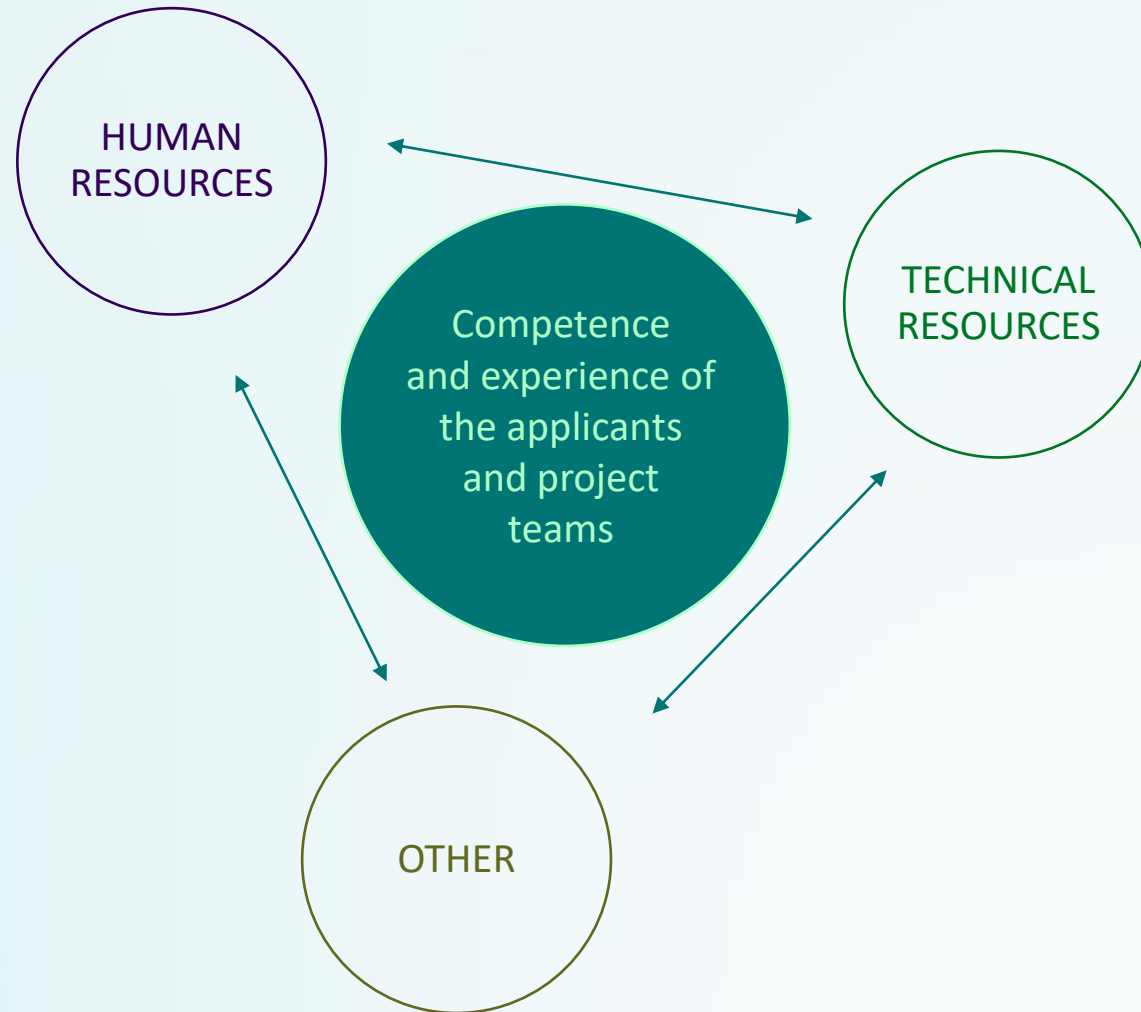 HUMAN
RESOURCES
TECHNICAL
RESOURCES
Competence
and experience of
the applicants
and project
teams
OTHER